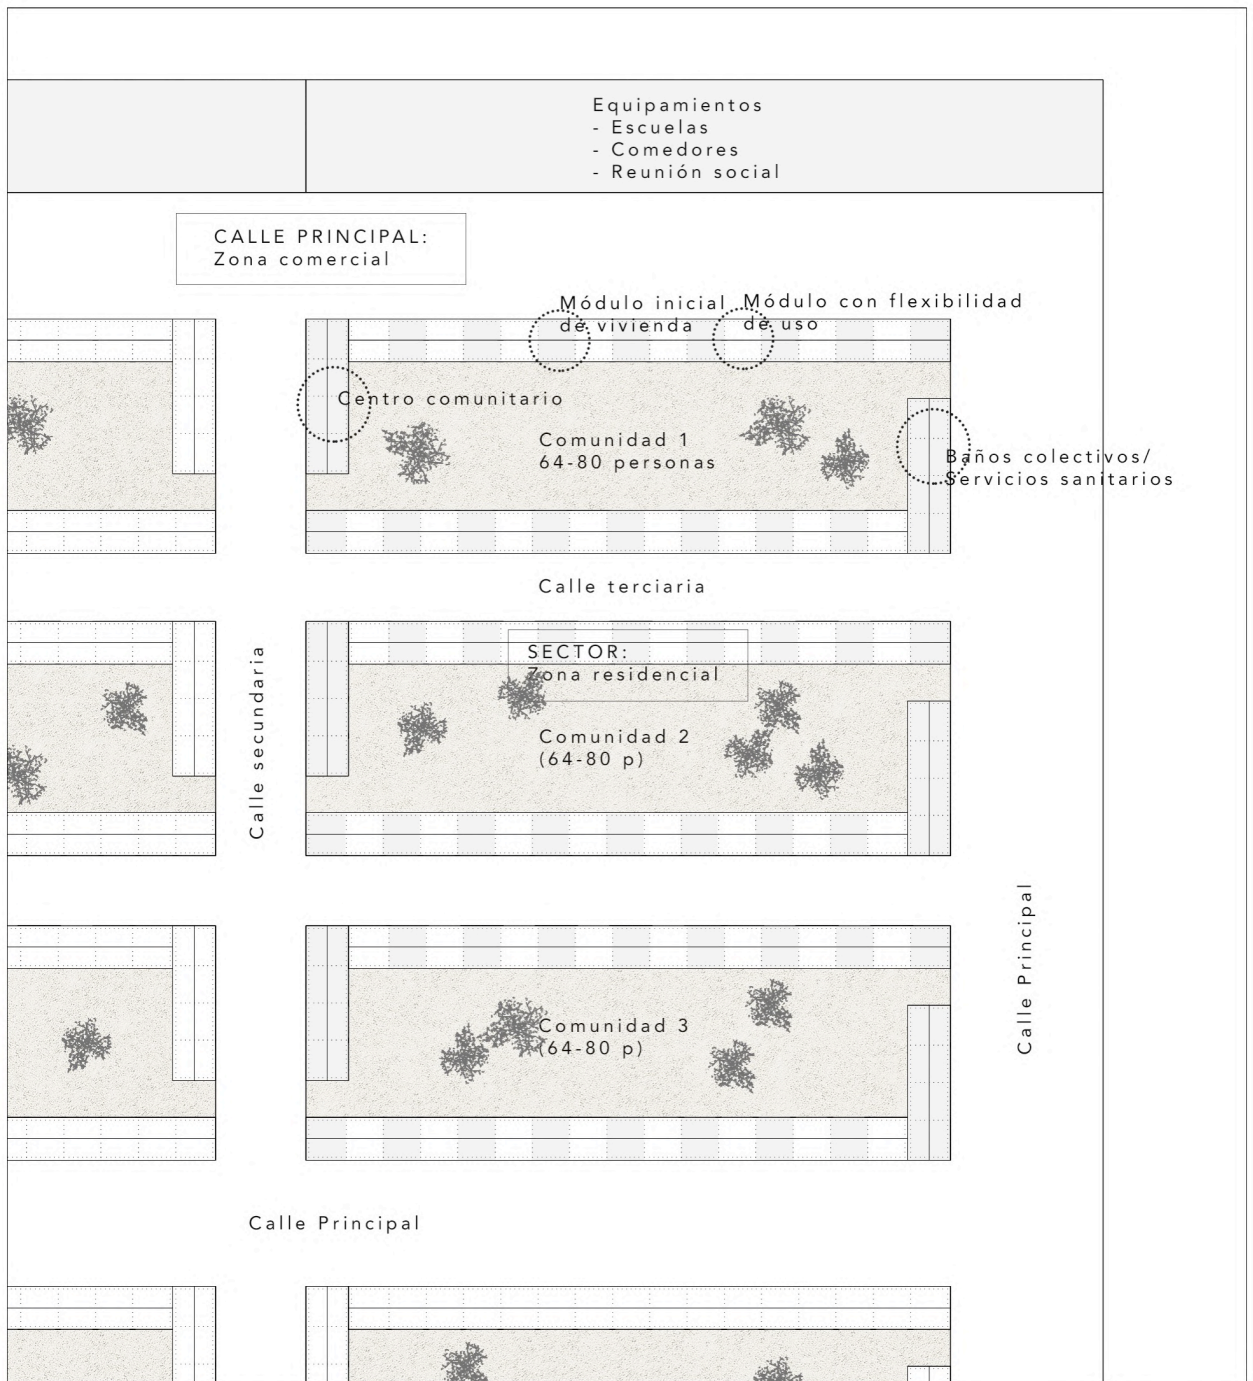 Equipamientos
- Escuelas
- Comedores
- Reunión social
CALLE PRINCIPAL:
Zona comercial
Módulo inicial
de vivienda
Módulo con flexibilidad
de uso
Centro comunitario
Comunidad 1
64-80 personas
Baños colectivos/
Servicios sanitarios
Calle terciaria
SECTOR:
Zona residencial
Calle secundaria
Comunidad 2
(64-80 p)
Calle Principal
Comunidad 3
(64-80 p)
Calle Principal